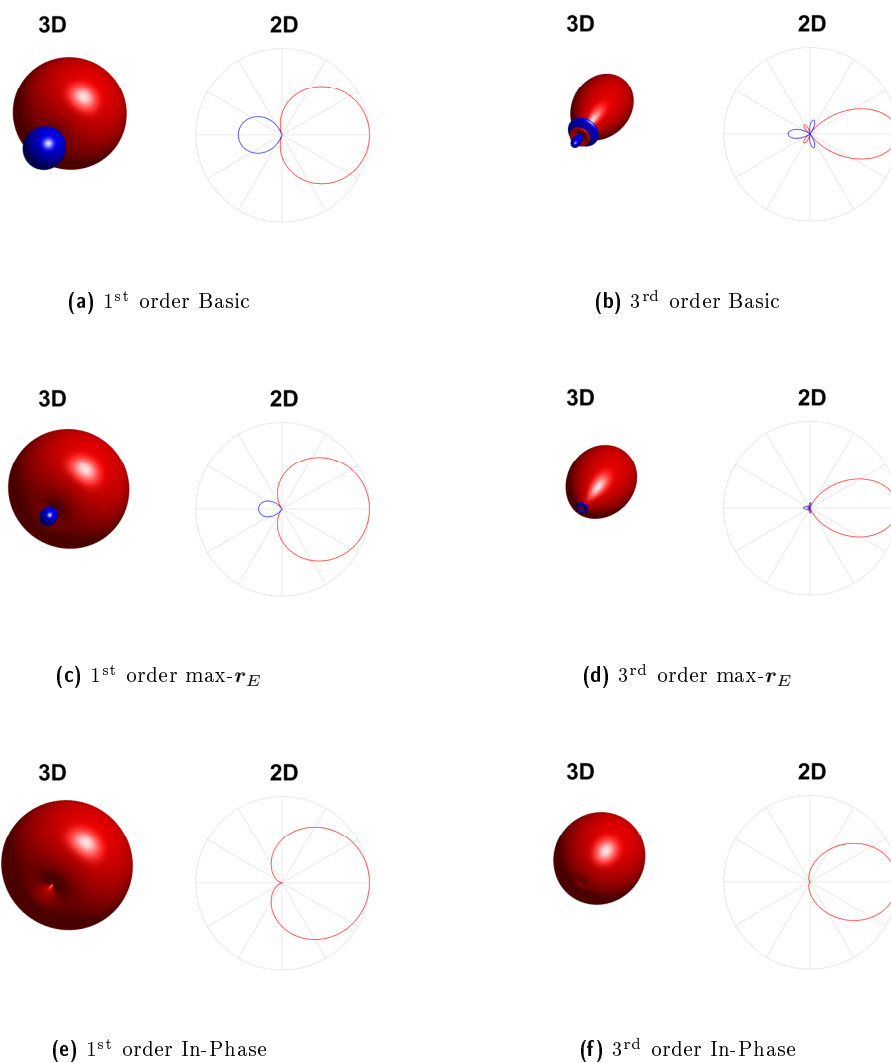 3D 2D 3D 2D
(a) 1st order Basic
(b) 3rd order Basic
3D 2D 3D 2D
(c) 1st order max-rE
(d) 3rd order max-rE
3D 2D 3D 2D
(e) 1st order In-Phase
(f) 3rd order In-Phase